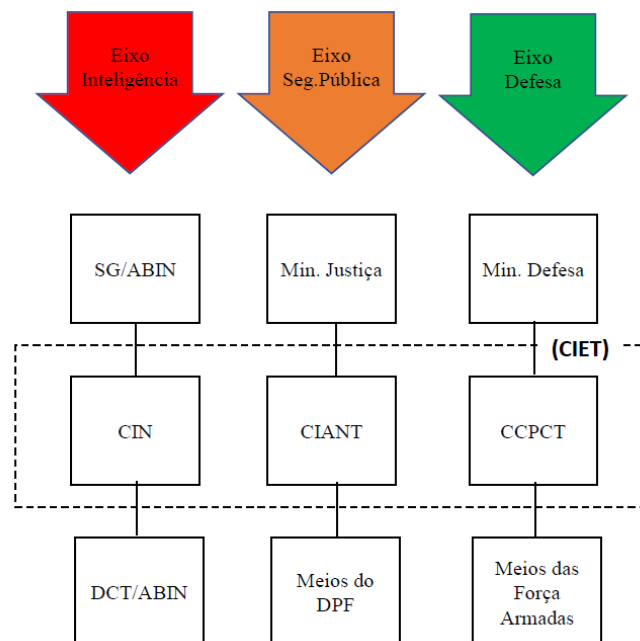 Eixo
Inteligência
Eixo
Seg.Pública
Eixo
Defesa
SG/ABIN
Min. Justiça
Min. Defesa
(CIET)
CIN
CIANT
CCPCT
DCT/ABIN
Meios do
DPF
Meios das
Força
Armadas